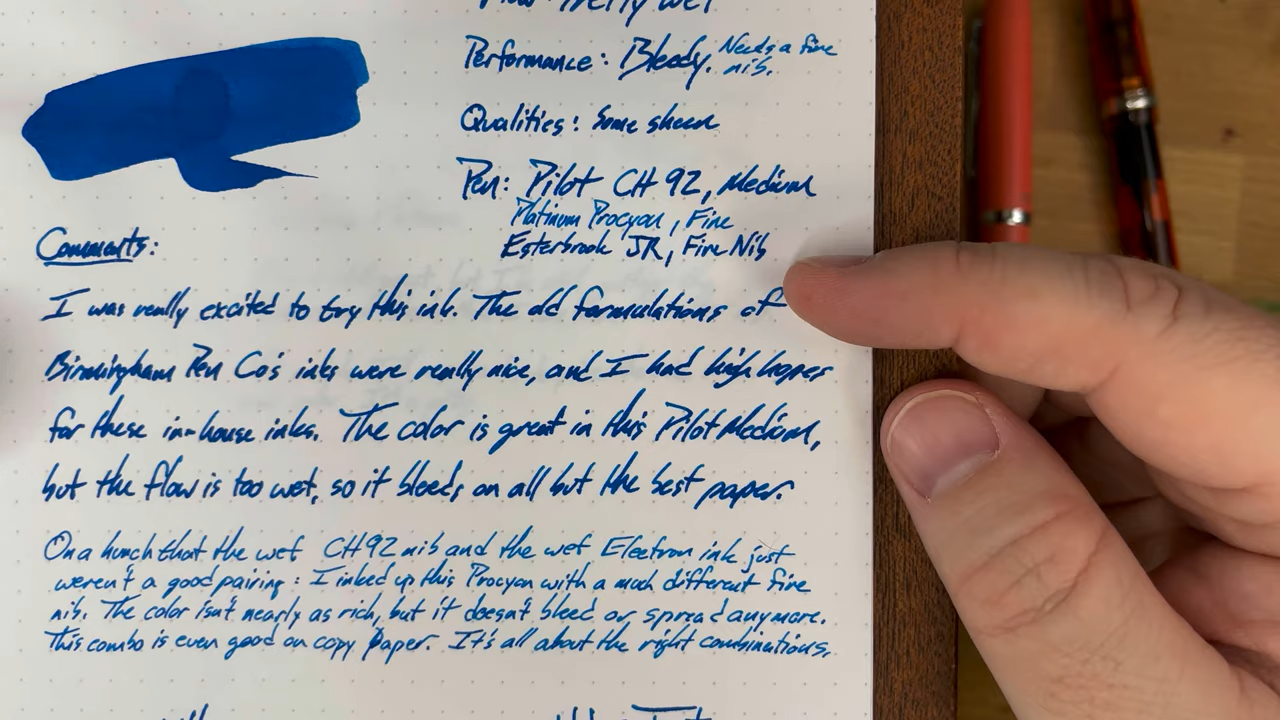 Flow: Pretty Wet
Performance: Bleedy. Needs a fine
nib.
Qualities: Some sheen
Pen: Pilot CH 92, Medium
Platinum Procyon, Fine
Esterbrook JR, Fine Nib
Comments:
I was really excited to try this ink. The old formulations of
Birmingham Pen Co's inks were really nice, and I had high hopes
for these in-house inks. The color is great in this Pilot Medium,
but the flow is too wet, so it bleeds on all but the best paper.
On a hunch that the wet CH92 nib and the wet Electron ink just
weren't a good pairing: I inked up this Procyon with a much different fine
nib. The color isn't nearly as rich, but it doesn't bleed or spread anymore.
This combo is even good on copy paper. It's all about the right combinations.